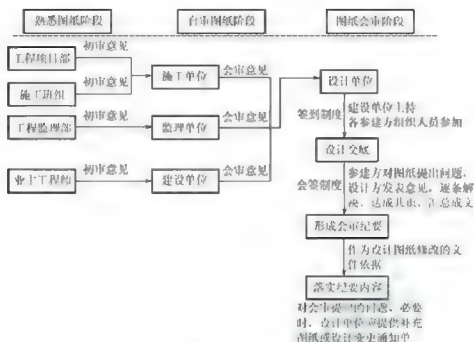 熟悉图纸阶段
自审图纸阶段
图纸会审阶段
工程项目部
初审意见
施工班组
初审意见
施工单位
会审意见
设计单位
工程监理部
初审意见
监理单位
会审意见
签到制度
建设单位主持
各参建方组织人员参加
设计交底
业主工程师
初审意见
建设单位
会审意见
会签制度
参建方对图纸提出问题，
设计方发表意见，逐条解
决、达成共识、汇总成文
形成会审纪要
作为设计图纸修改的文
件依据
落实纪要内容
对会审提出的问题，必要
时，设计单位应提供补充
图纸或设计变更通知单